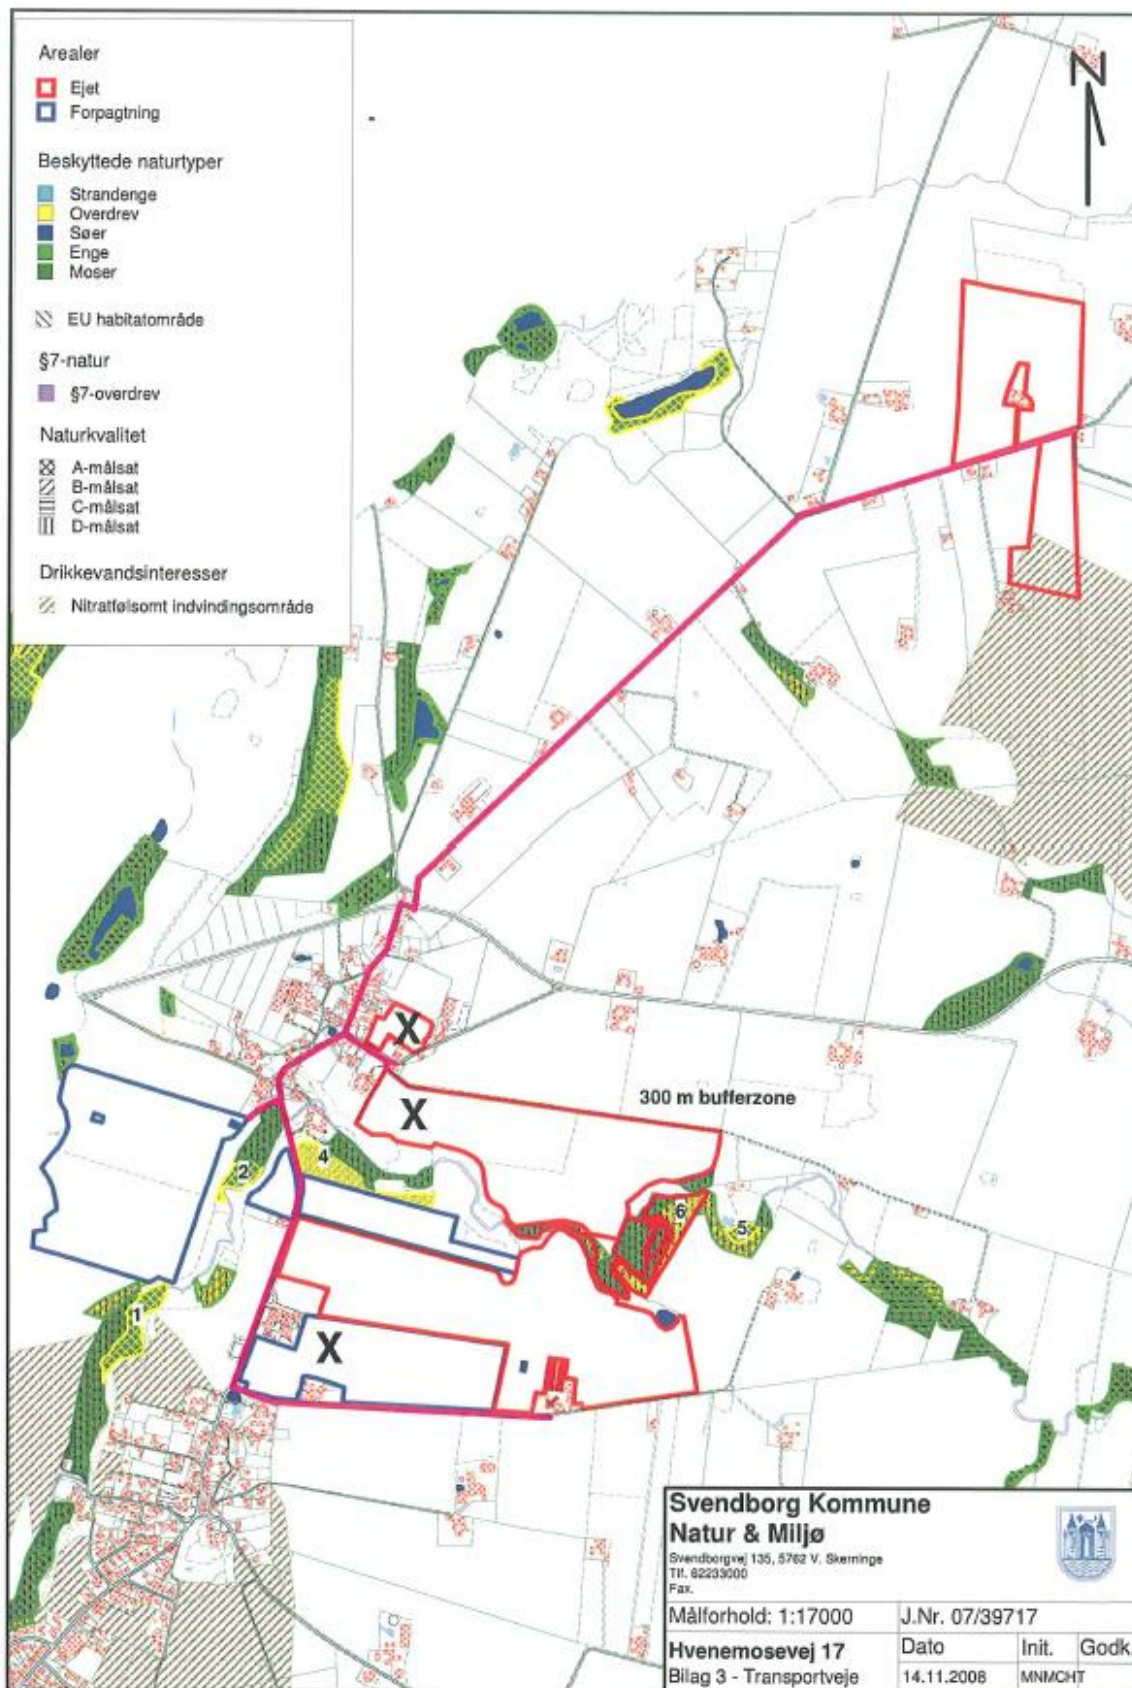 Arealer
Ejet
Forpagtning
Beskyttede naturtyper
Strandenge
Overdrev
Søer
Enge
Moser
EU habitatområde
§7-natur
§7-overdrev
Naturkvalitet
A-målsat
B-målsat
C-målsat
D-målsat
Drikkevandsinteresser
Nitratfølsomt indvindingsområde
N
X
300 m bufferzone
X
4
2
6
5
1
X
Svendborg Kommune
Natur & Miljø
Svendborgvej 135, 5762 V. Skerninge
Tlf. 62233000
Fax.
Målforhold: 1:17000 J.Nr. 07/39717
Hvenemosevej 17 Dato Init. Godk.
Bilag 3 - Transportveje 14.11.2008 MNMCHT